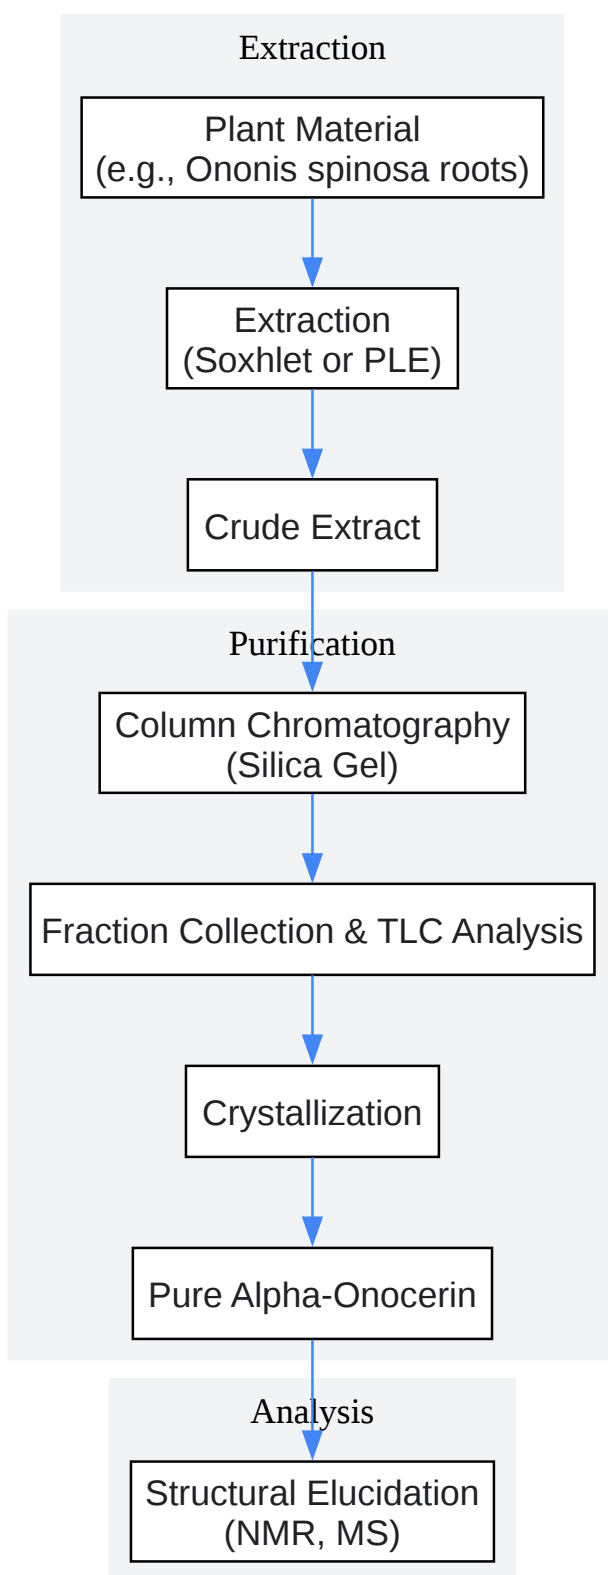 Extraction
Plant Material
(e.g., Ononis spinosa roots)
Extraction
(Soxhlet or PLE)
Crude Extract
Purification
Column Chromatography
(Silica Gel)
Fraction Collection & TLC Analysis
Crystallization
Pure Alpha-Onocerin
Analysis
Structural Elucidation
(NMR, MS)